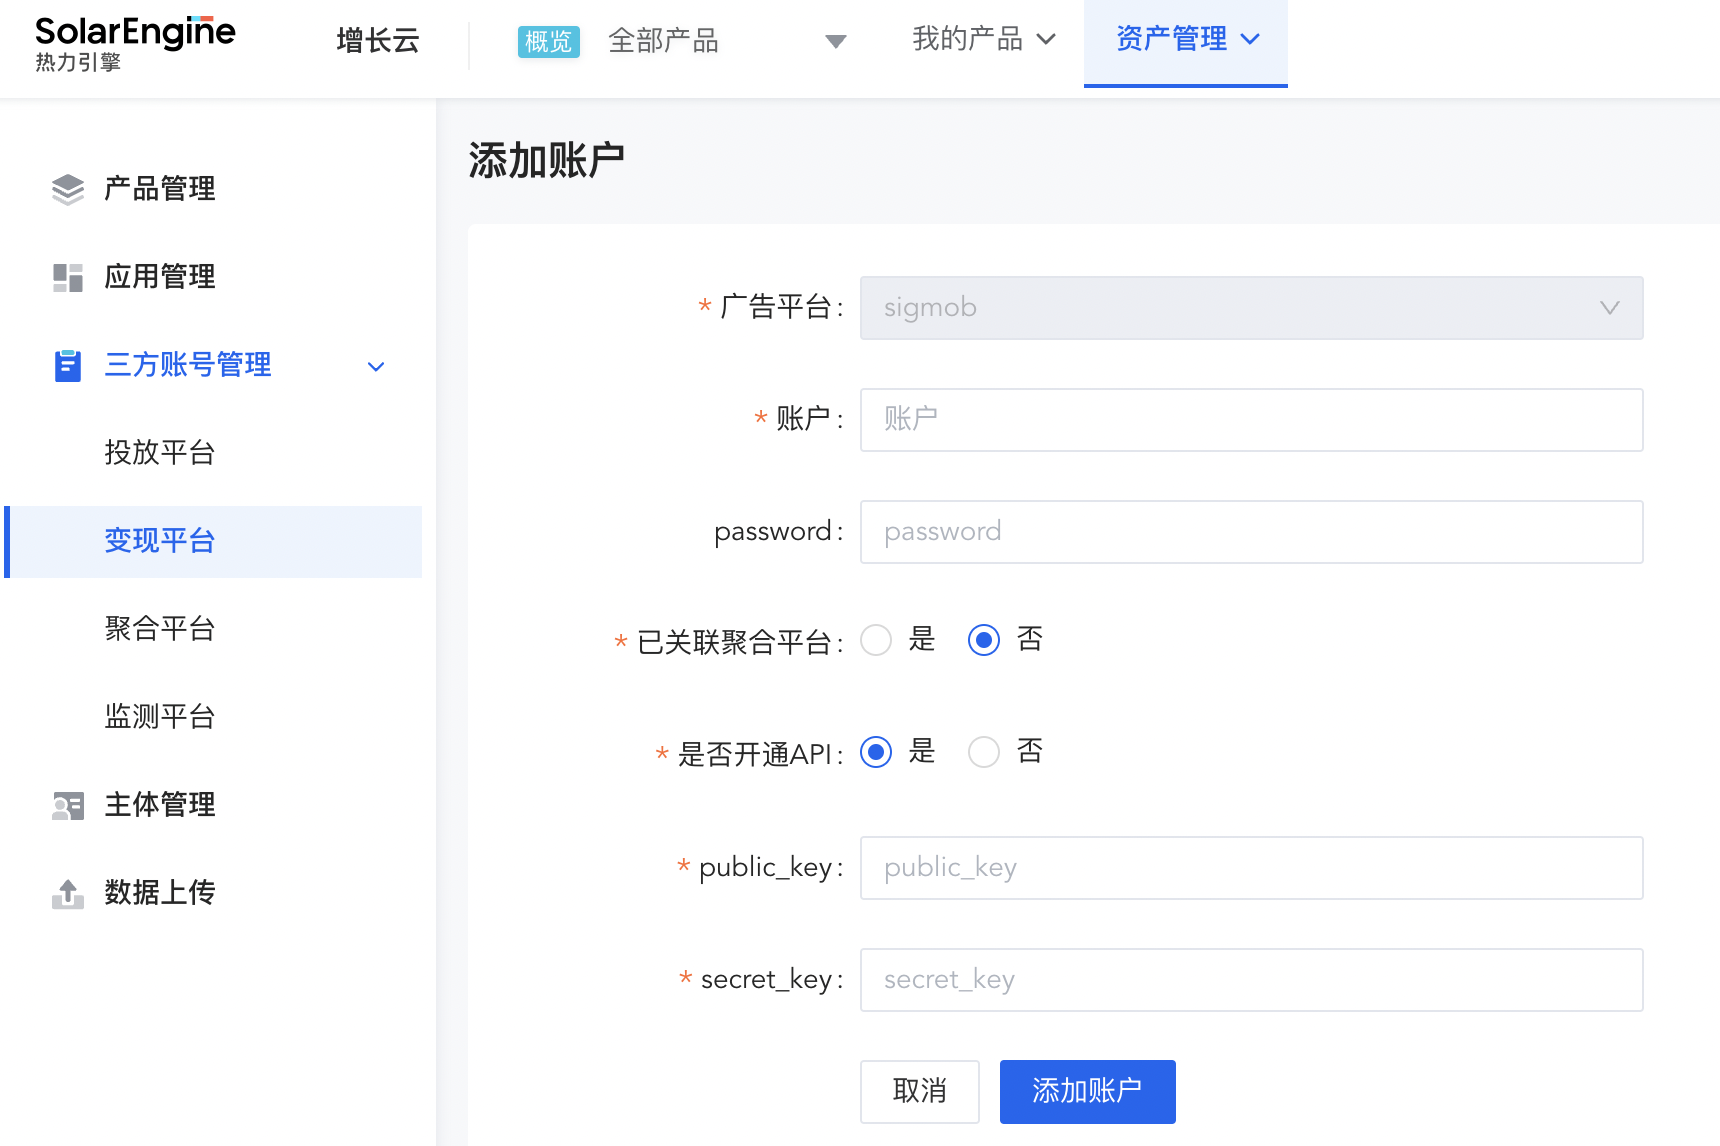 SolarEngine
热力引擎
增长云
概览 全部产品
我的产品
资产管理
产品管理
应用管理
三方账号管理
投放平台
变现平台
聚合平台
监测平台
主体管理
数据上传
添加账户
* 广告平台: sigmob
* 账户: 账户
password: password
* 已关联聚合平台: 是 否
* 是否开通API: 是 否
* public_key: public_key
* secret_key: secret_key
取消 添加账户